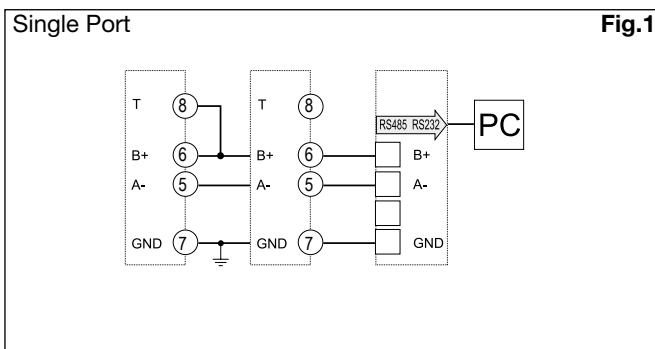 Single Port Fig.1
T 8 T 8
RS485 RS232 PC
B+ 6 B+ 6 B+
A- 5 A- 5 A-
GND 7 GND 7 GND